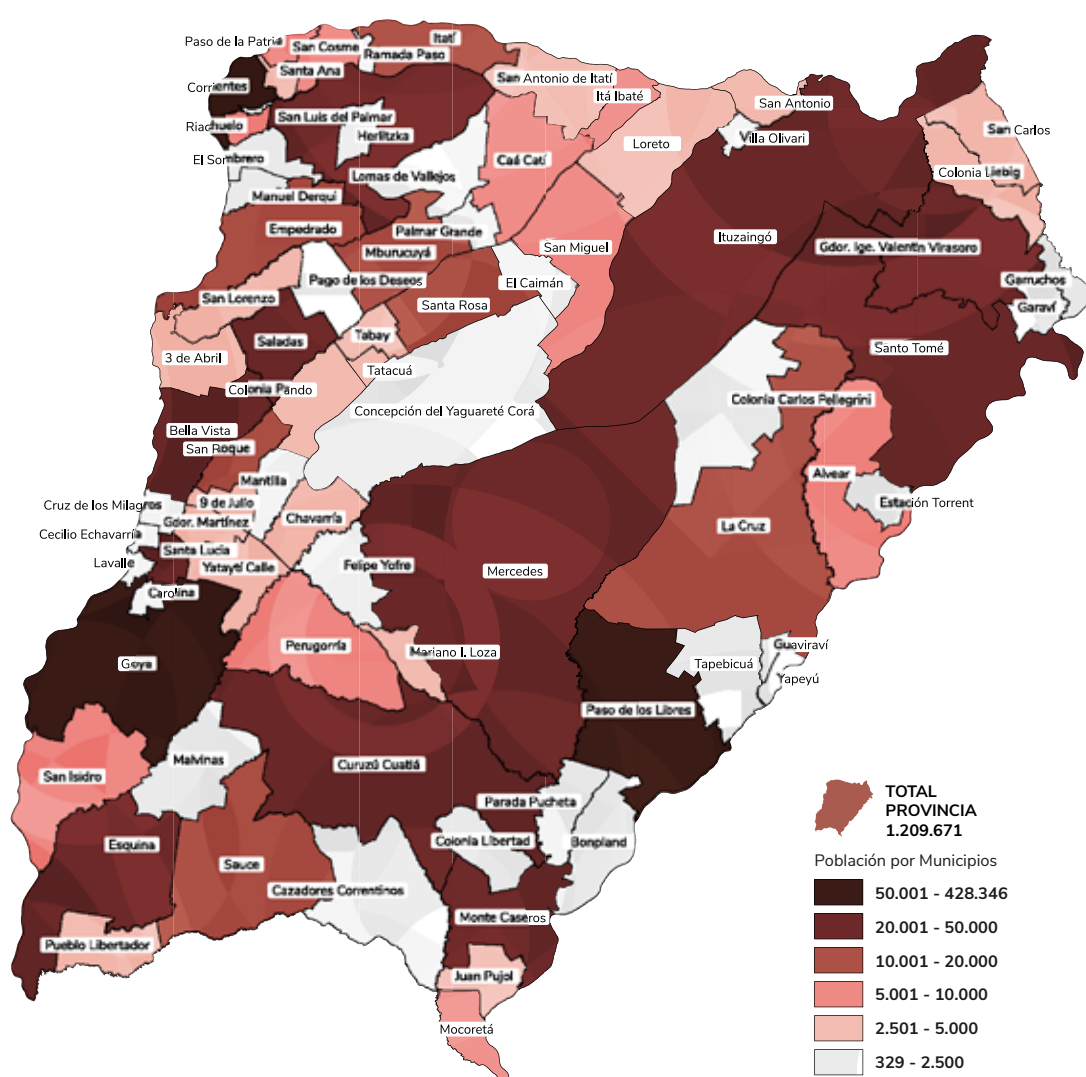 Paso de la Patria
San Cosme
Itatí
Ramada Paso
Santa Ana
San Antonio de Itatí
Corrientes
Itá Ibaté
San Antonio
San Luis del Palmar
Riachuelo
Herlitzka
Loreto
Villa Olivari
San Carlos
El Sombrero
Caá Catí
Lomas de Vallejos
Colonia Liebig
Manuel Derqui
Empedrado
Palmar Grande
Ituzaingó
Mburucuyá
San Miguel
Gdor. Ige. Valentín Virasoro
Pago de los Deseos
El Caimán
Garruchos
San Lorenzo
Santa Rosa
Garaví
Saladas
Tabay
Santo Tomé
3 de Abril
Tatacuá
Colonia Pando
Colonia Carlos Pellegrini
Concepción del Yaguareté Corá
Bella Vista
San Roque
Mantilla
Alvear
Cruz de los Milagros
9 de Julio
Estación Torrent
Gdor. Martínez
Chavarría
La Cruz
Cecilio Echavarría
Santa Lucía
Lavalle
Yataytí Calle
Felipe Yofre
Mercedes
Carolina
Perugorría
Guaviraví
Mariano I. Loza
Goya
Tapebicuá
Yapeyú
Paso de los Libres
Malvinas
Curuzú Cuatiá
San Isidro
TOTAL
PROVINCIA
1.209.671
Parada Pucheta
Esquina
Colonia Libertad
Bonpland
Sauce
Cazadores Correntinos
Población por Municipios
50.001 - 428.346
Monte Caseros
20.001 - 50.000
Pueblo Libertador
10.001 - 20.000
Juan Pujol
5.001 - 10.000
Mocoretá
2.501 - 5.000
329 - 2.500